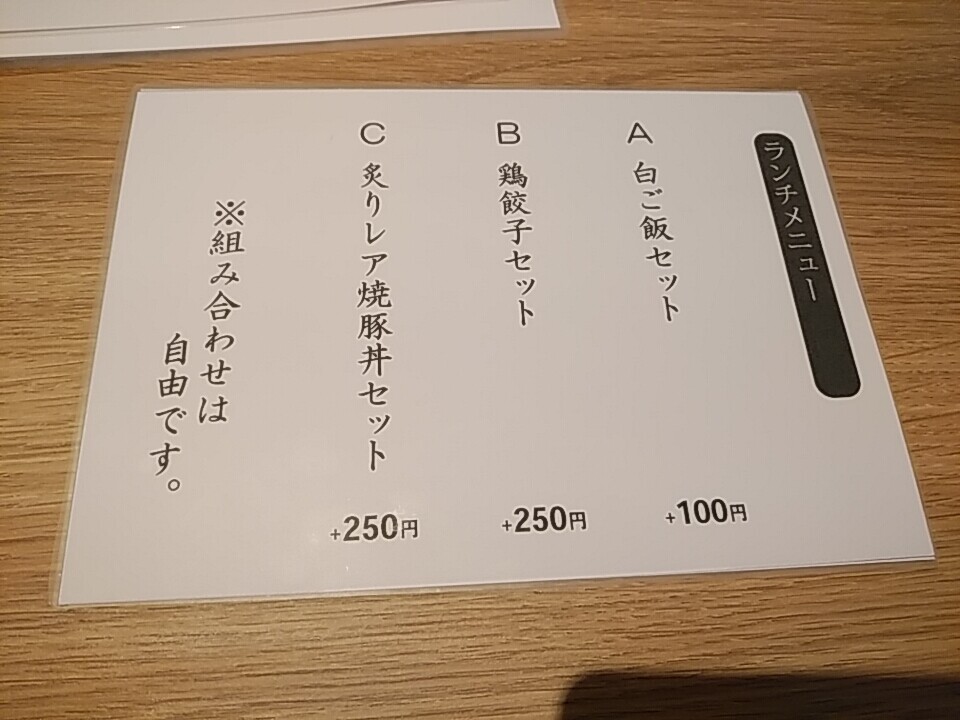 ランチメニュー
A 白ご飯セット +100円
B 鶏餃子セット +250円
C 炙りレア焼豚丼セット +250円
※組み合わせは
自由です。